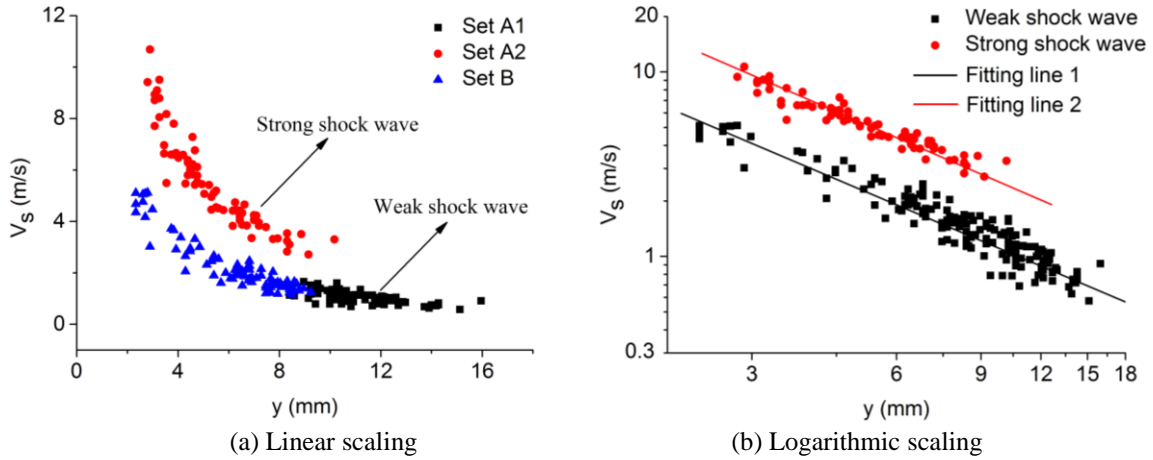 12
8
4
0
V_S (m/s)
Set A1
Set A2
Set B
Strong shock wave
Weak shock wave
0 4 8 12 16
y (mm)
(a) Linear scaling
20
10
1
0.3
V_S (m/s)
Weak shock wave
Strong shock wave
Fitting line 1
Fitting line 2
3 6 9 12 15 18
y (mm)
(b) Logarithmic scaling